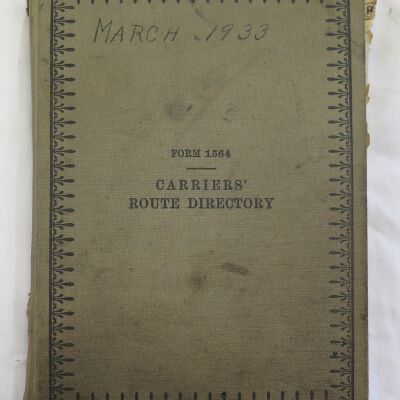 MARCH 1933
FORM 1564
CARRIERS'
ROUTE DIRECTORY
R